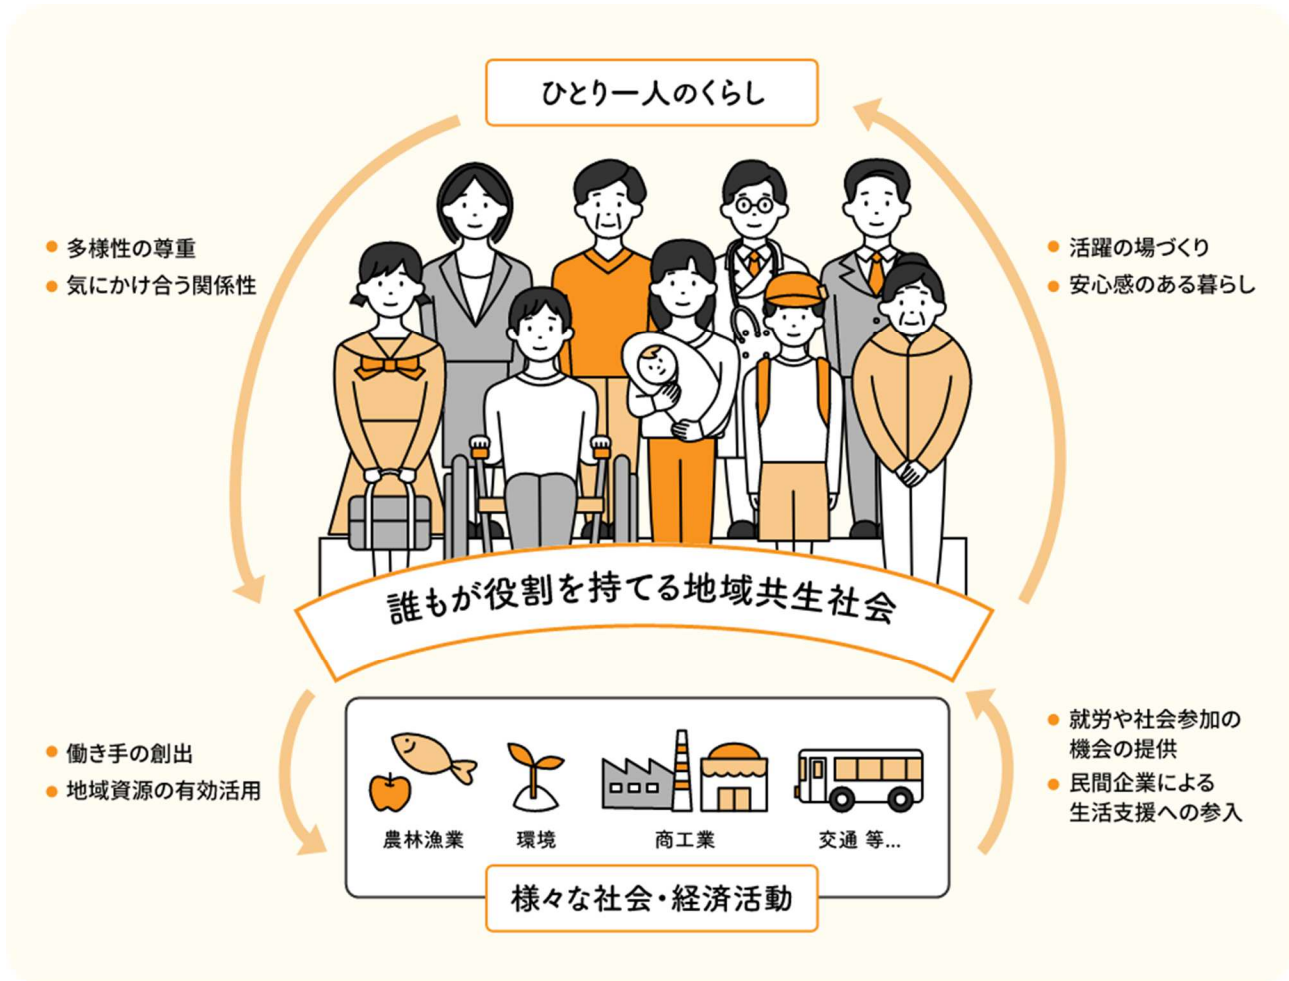 ひとり一人のくらし
多様性の尊重
気にかけ合う関係性
活躍の場づくり
安心感のある暮らし
誰もが役割を持てる地域共生社会
働き手の創出
地域資源の有効活用
就労や社会参加の
機会の提供
民間企業による
生活支援への参入
農林漁業 環境 商工業 交通 等...
様々な社会・経済活動